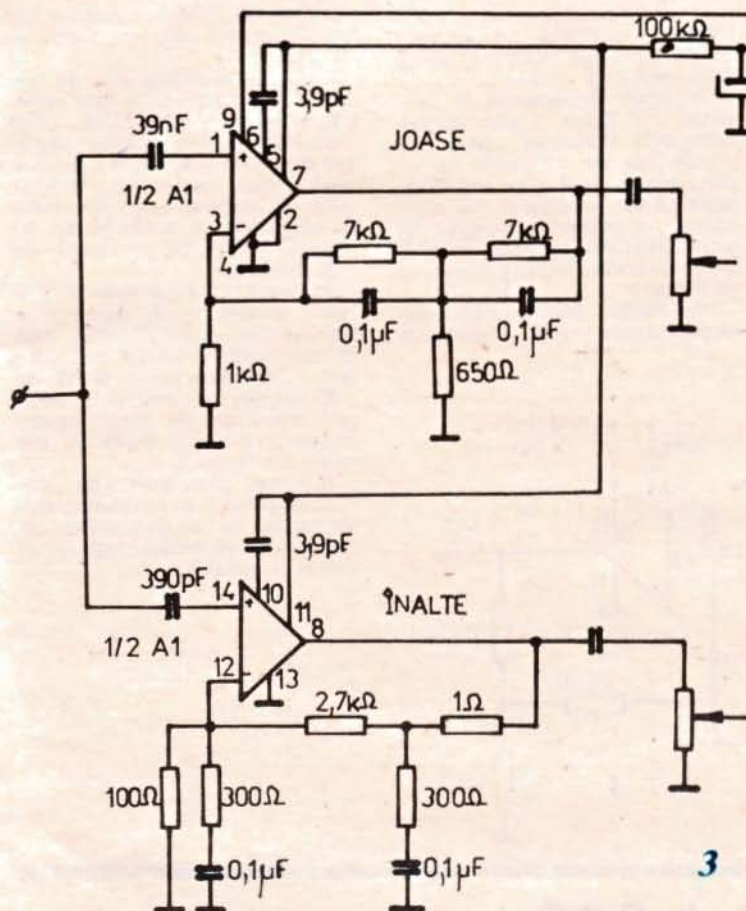 100kΩ
9
6
3,9pF
39nF
1
+
5
JOASE
7
1/2 A1
3
-
2
4
7kΩ
7kΩ
0,1µF
0,1µF
1kΩ
650Ω
3,9pF
390pF
14
+
10
11
ÎNALTE
8
1/2 A1
12
-
13
2,7kΩ
1Ω
100Ω
300Ω
300Ω
0,1µF
0,1µF
3